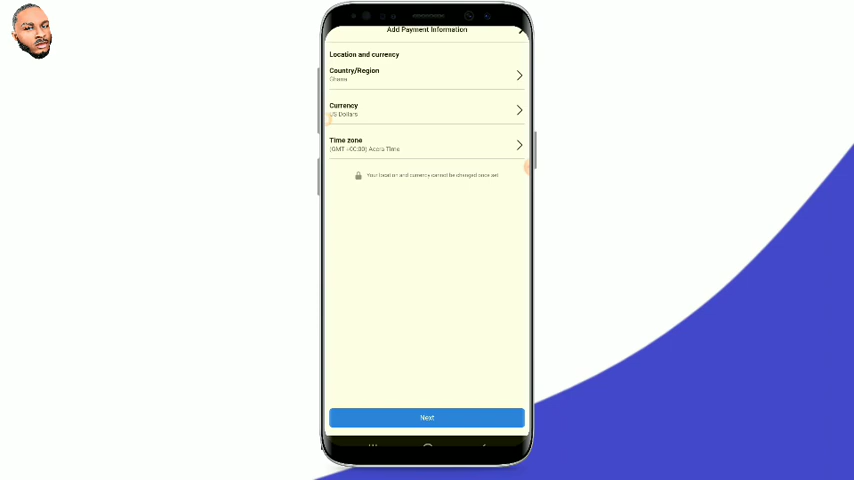 Add Payment Information
Location and currency
Country/Region
Ghana
Currency
US Dollars
Time zone
(GMT +00:00) Accra Time
Your location and currency cannot be changed once set
Next